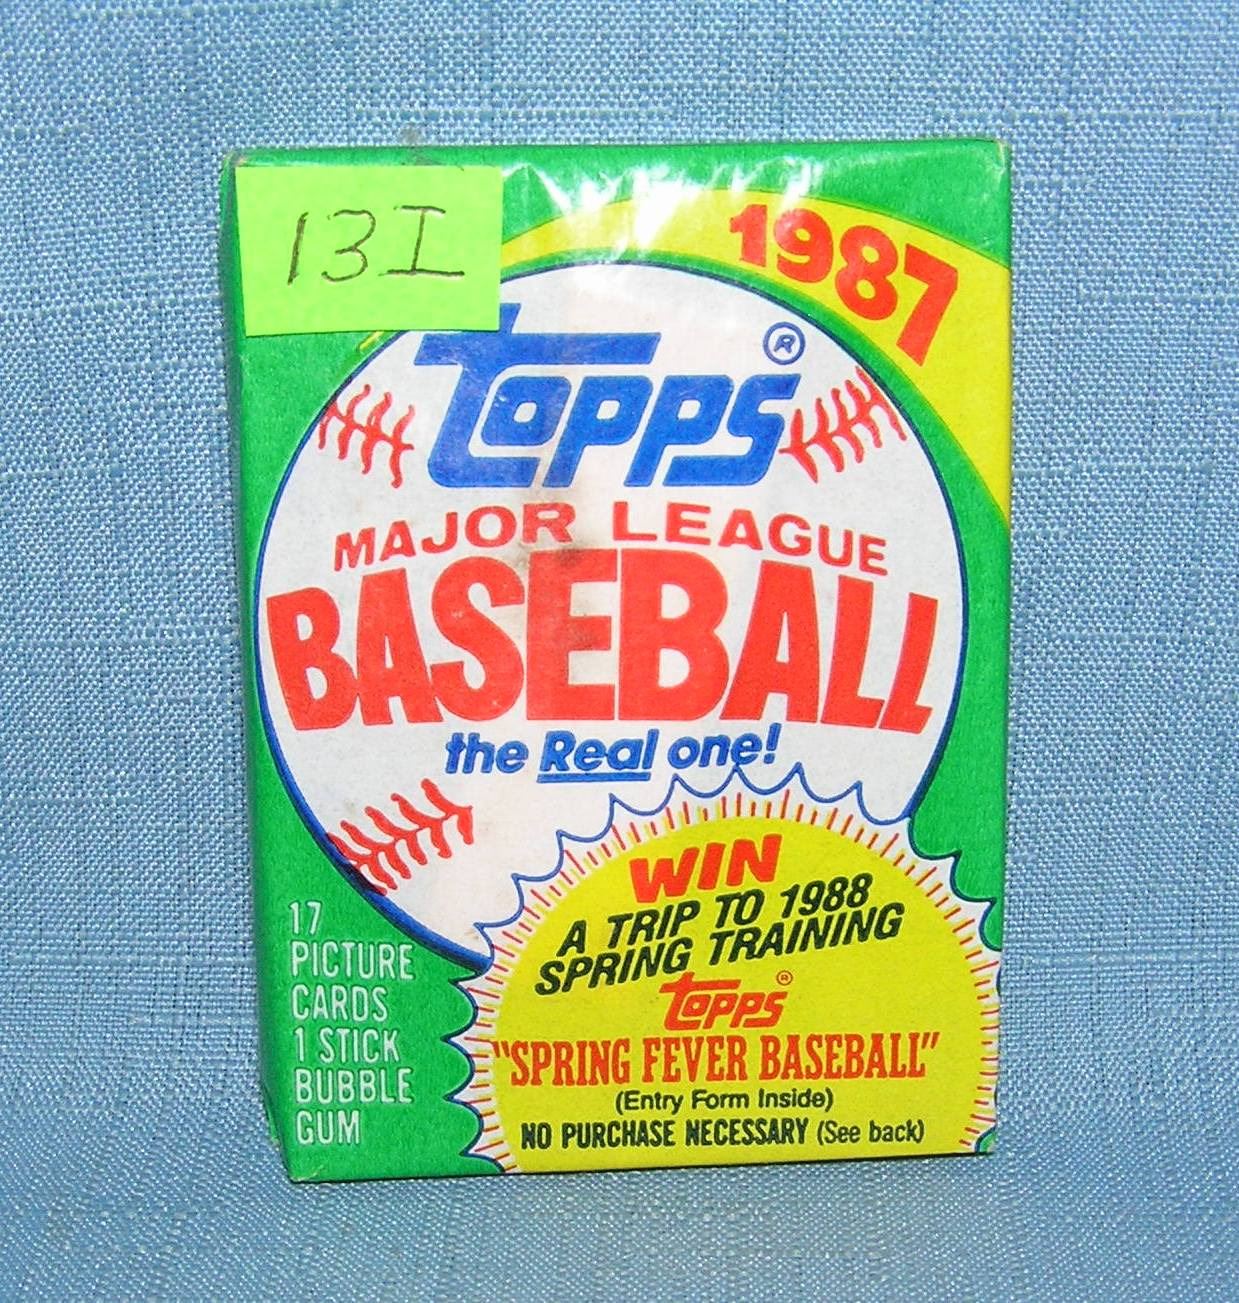 13I
1987
Topps®
MAJOR LEAGUE
BASEBALL
the Real one!
17
PICTURE
CARDS
1 STICK
BUBBLE
GUM
WIN
A TRIP TO 1988
SPRING TRAINING
Topps®
"SPRING FEVER BASEBALL"
(Entry Form Inside)
NO PURCHASE NECESSARY (See back)